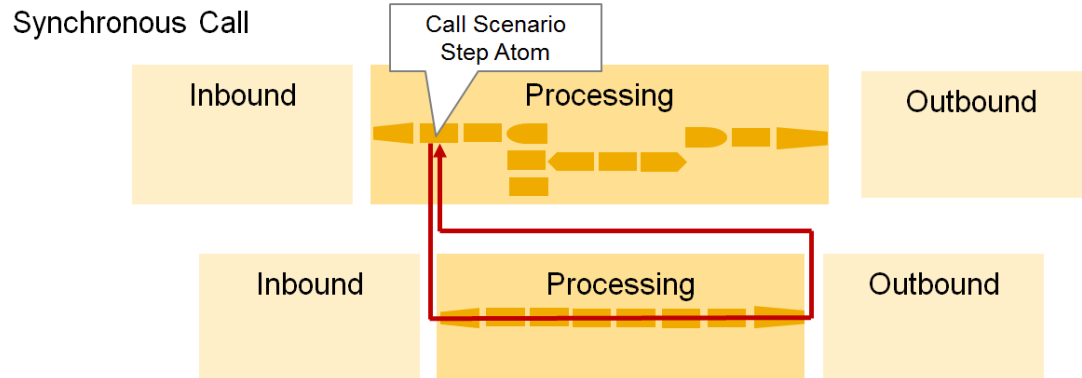 Synchronous Call
Call Scenario
Step Atom
Inbound
Processing
Outbound
Inbound
Processing
Outbound